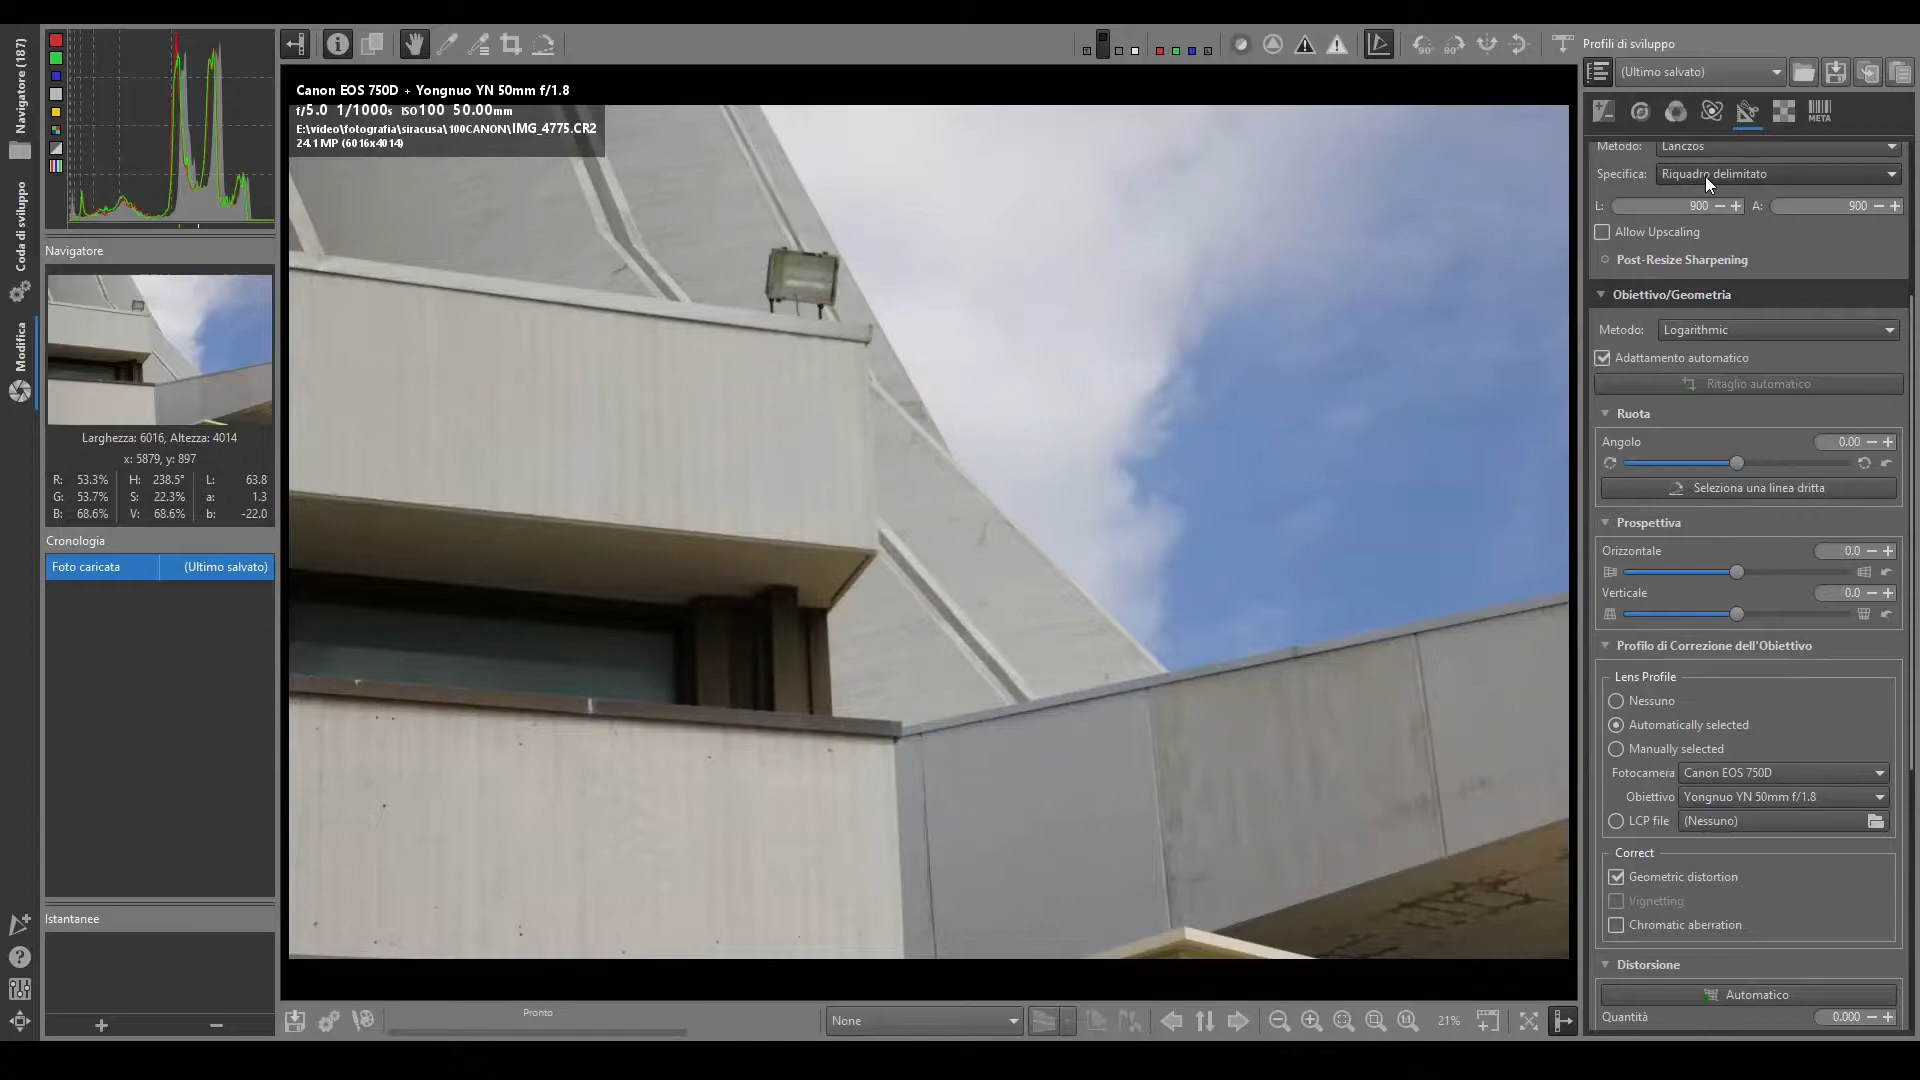 Navigatore (187)
Coda di sviluppo
Modifica
Navigatore
Larghezza: 6016, Altezza: 4014
x: 5879, y: 897
R: 53.3% H: 238.5° L: 63.8
G: 53.7% S: 22.3% a: 1.3
B: 68.6% V: 68.6% b: -22.0
Cronologia
Foto caricata (Ultimo salvato)
Istantanee
Canon EOS 750D + Yongnuo YN 50mm f/1.8
f/5.0 1/1000s ISO100 50.00mm
E:\video\fotografia\siracusa\100CANON\IMG_4775.CR2
24.1 MP (6016x4014)
Pronto
None
21%
Profili di sviluppo
(Ultimo salvato)
META
Metodo: Lanczos
Specifica: Riquadro delimitato
L: 900 A: 900
Allow Upscaling
Post-Resize Sharpening
Obiettivo/Geometria
Metodo: Logarithmic
Adattamento automatico
Ritaglio automatico
Ruota
Angolo 0.00
Seleziona una linea dritta
Prospettiva
Orizzontale 0.0
Verticale 0.0
Profilo di Correzione dell'Obiettivo
Lens Profile
Nessuno
Automatically selected
Manually selected
Fotocamera Canon EOS 750D
Obiettivo Yongnuo YN 50mm f/1.8
LCP file (Nessuno)
Correct
Geometric distortion
Vignetting
Chromatic aberration
Distorsione
Automatico
Quantità 0.000